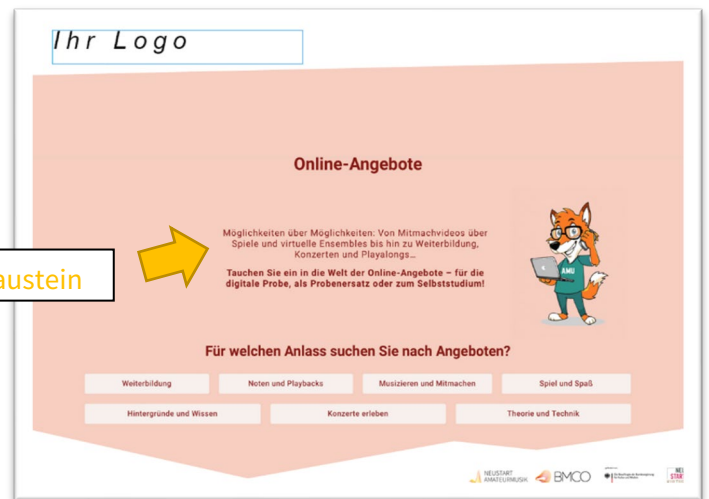 Ihr Logo
Online-Angebote
Möglichkeiten über Möglichkeiten: Von Mitmachvideos über
Spiele und virtuelle Ensembles bis hin zu Weiterbildung,
Konzerten und Playalongs...
Tauchen Sie ein in die Welt der Online-Angebote – für die
digitale Probe, als Probenersatz oder zum Selbststudium!
austein
AMU
Für welchen Anlass suchen Sie nach Angeboten?
Weiterbildung
Noten und Playbacks
Musizieren und Mitmachen
Spiel und Spaß
Hintergründe und Wissen
Konzerte erleben
Theorie und Technik
NEUSTART
AMATEURMUSIK
BMCO